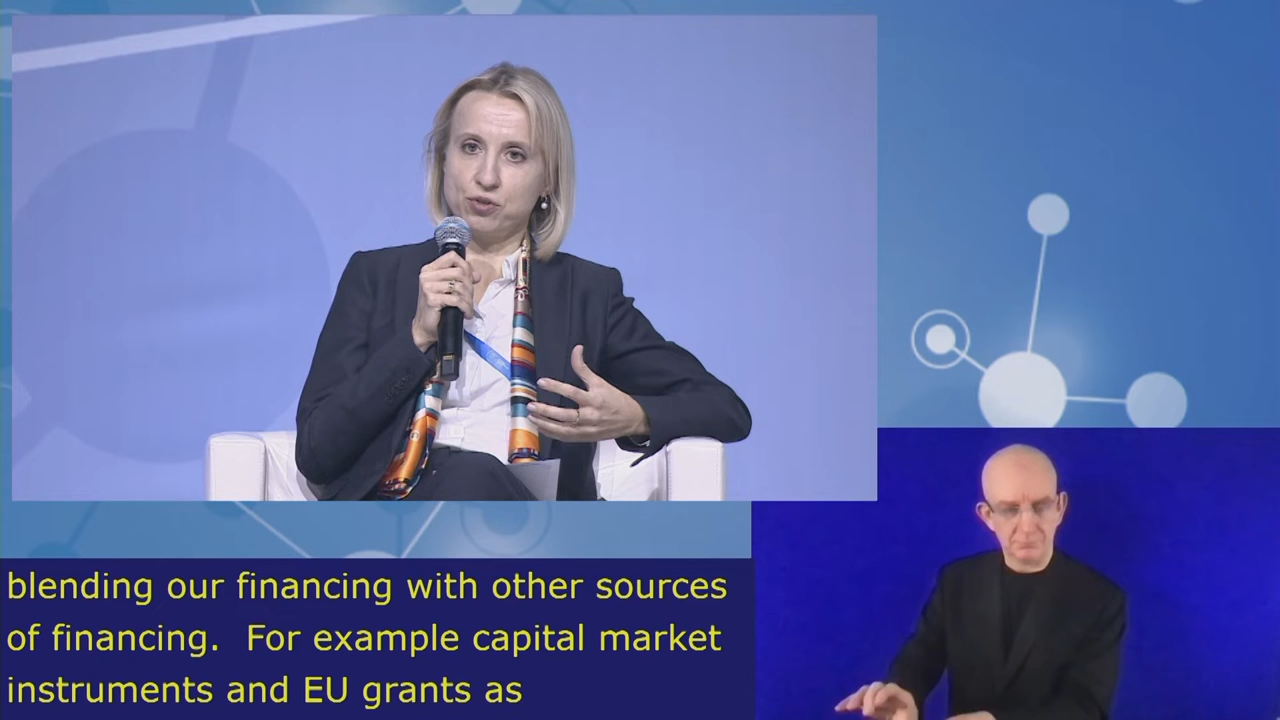 blending our financing with other sources
of financing.  For example capital market
instruments and EU grants as